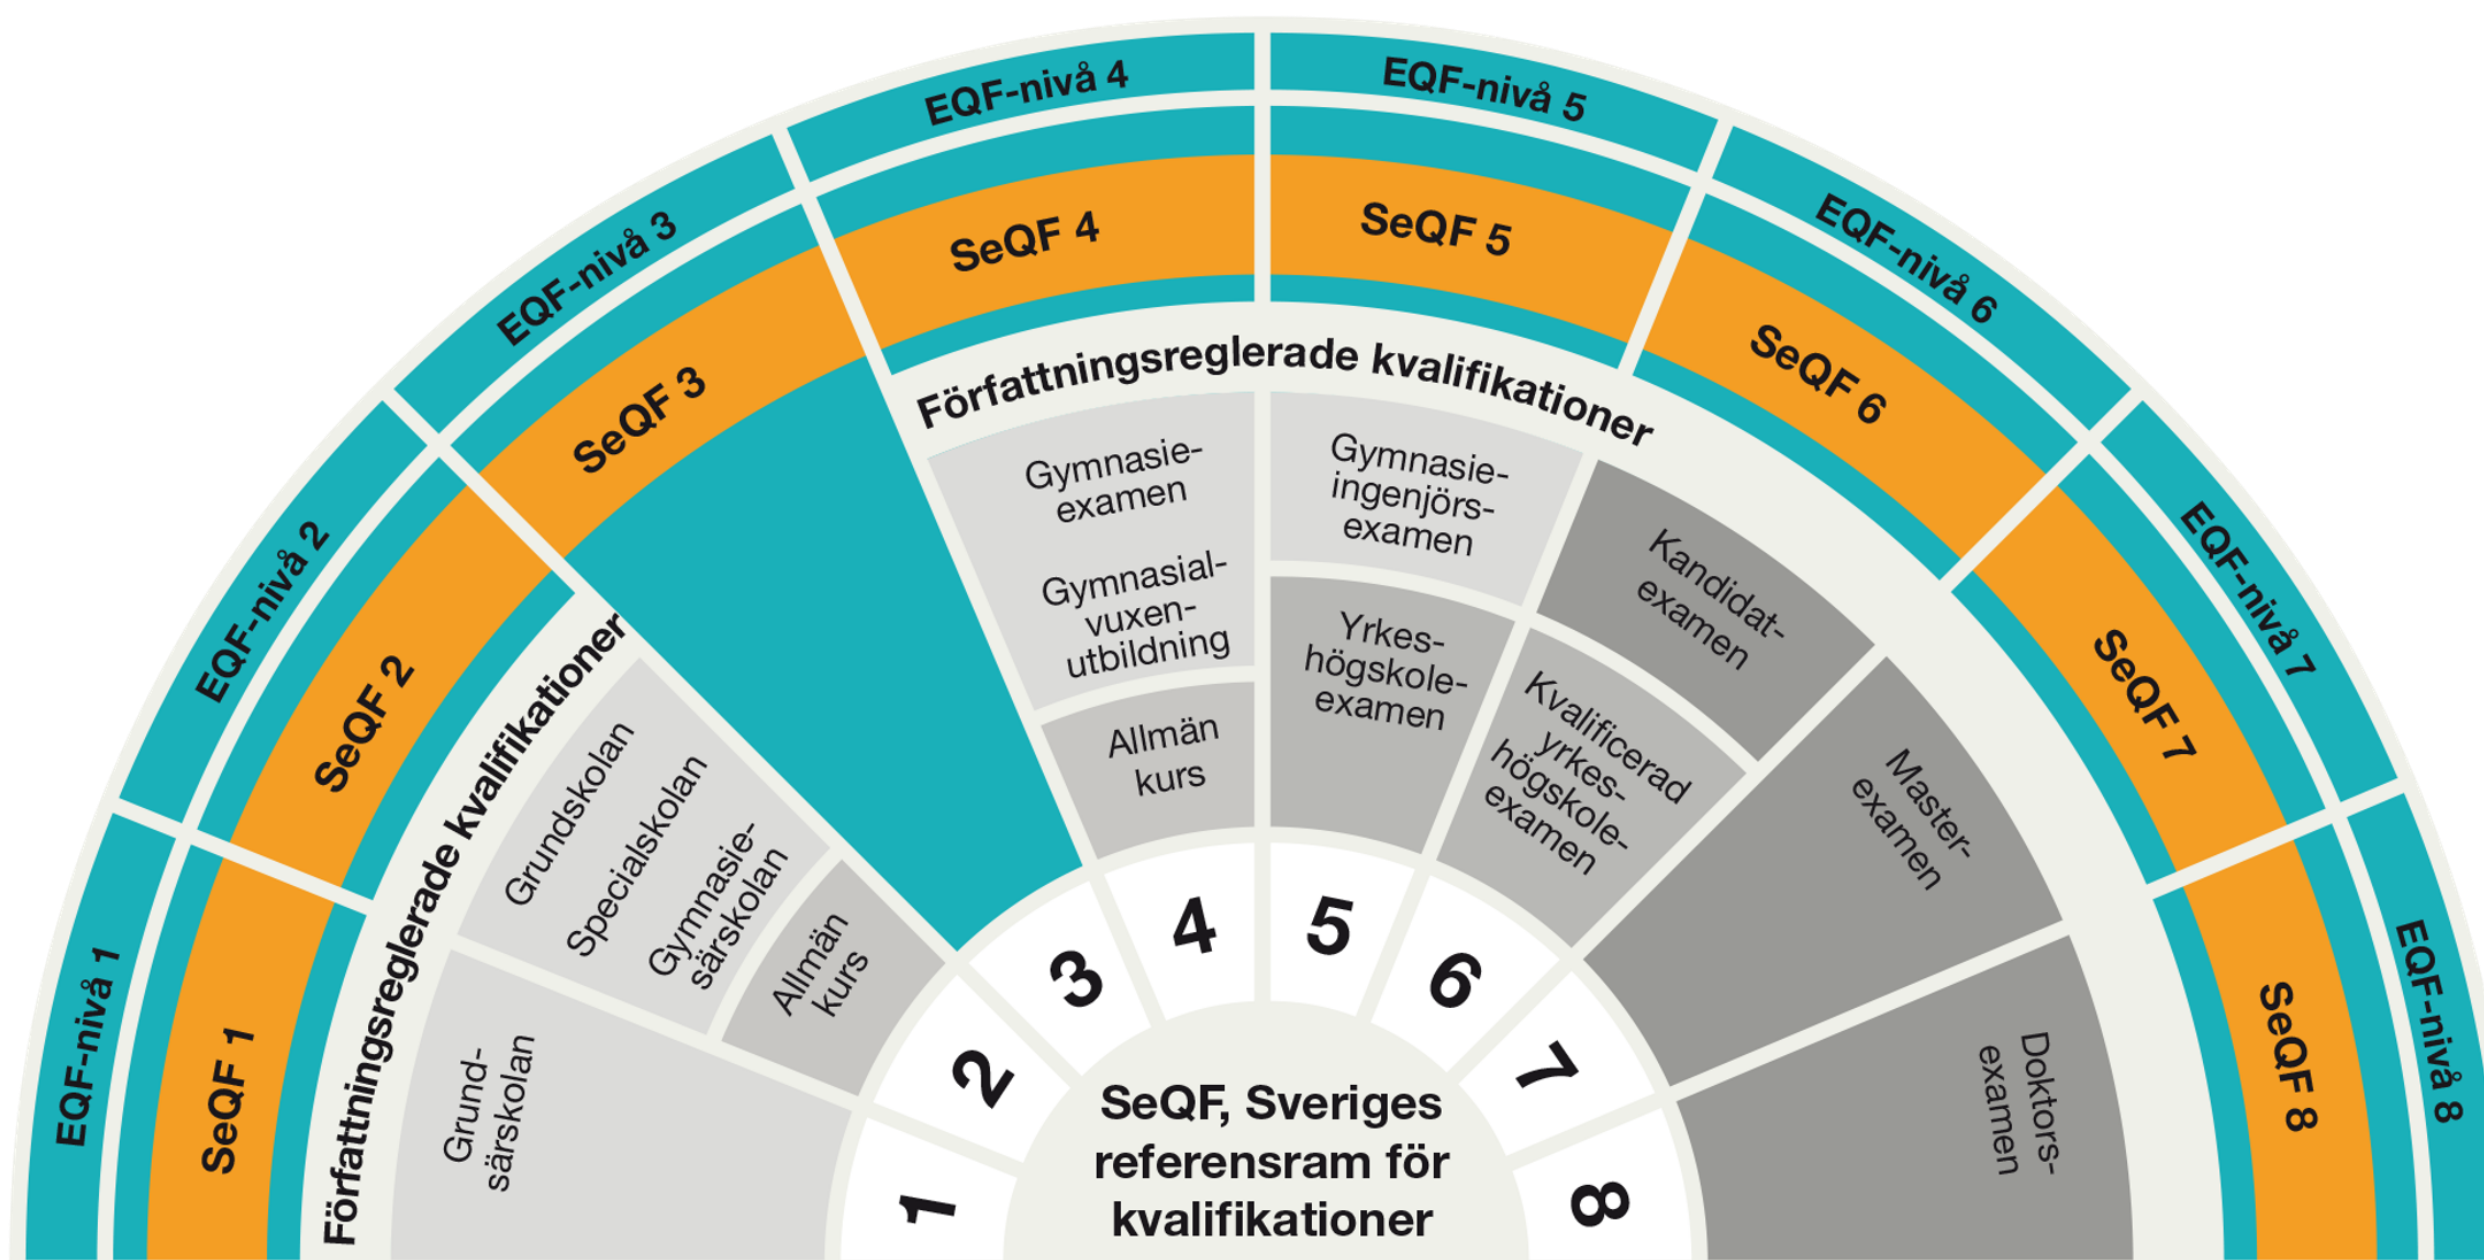 EQF-nivå 1
EQF-nivå 2
EQF-nivå 3
EQF-nivå 4
EQF-nivå 5
EQF-nivå 6
EQF-nivå 7
EQF-nivå 8
SeQF 1
SeQF 2
SeQF 3
SeQF 4
SeQF 5
SeQF 6
SeQF 7
SeQF 8
Författningsreglerade kvalifikationer
Författningsreglerade kvalifikationer
Grund-
särskolan
Grundskolan
Specialskolan
Gymnasie-
särskolan
Allmän
kurs
Gymnasie-
examen
Gymnasial-
vuxen-
utbildning
Allmän
kurs
Gymnasie-
ingenjörs-
examen
Yrkes-
högskole-
examen
Kandidat-
examen
Kvalificerad
yrkes-
högskole-
examen
Master-
examen
Doktors-
examen
1
2
3
4
5
6
7
8
SeQF, Sveriges
referensram för
kvalifikationer